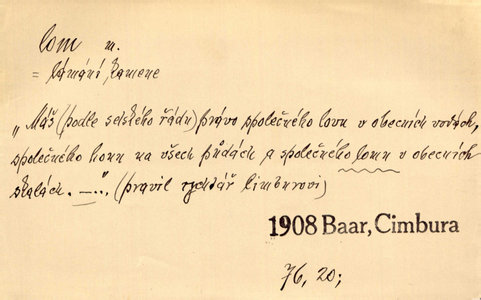 lom m.
= lámání kamene
„Máš (podle selského řádu) právo společného lovu v obecních vodách,
společného honu na všech půdách a společného lomu v obecních
skalách. —." (pravil rychtář Cimburovi)
1908 Baar, Cimbura
76, 20;